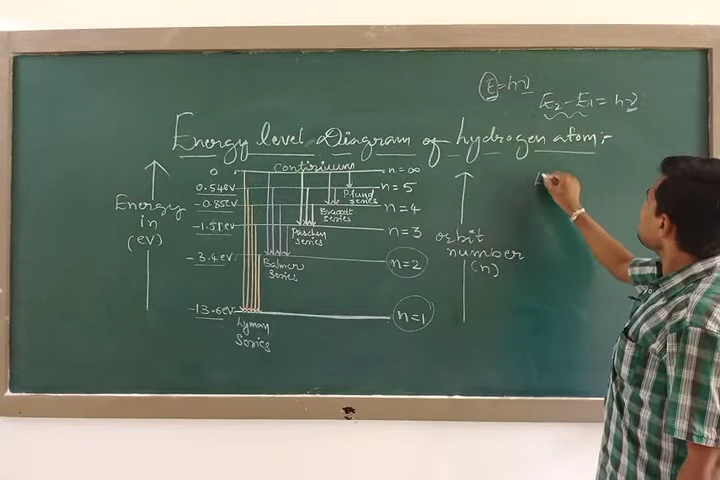 E = hν
E2 - E1 = hν
Energy level Diagram of hydrogen atom:-
0 continuum n = ∞
0.54eV n = 5
Pfund
series
-0.85eV n = 4
Bracett
series
-1.51eV n = 3
Paschen
series
Energy
in
(eV)
orbit
number
(n)
-3.4eV n = 2
Balmer
series
-13.6eV n = 1
Lyman
Series